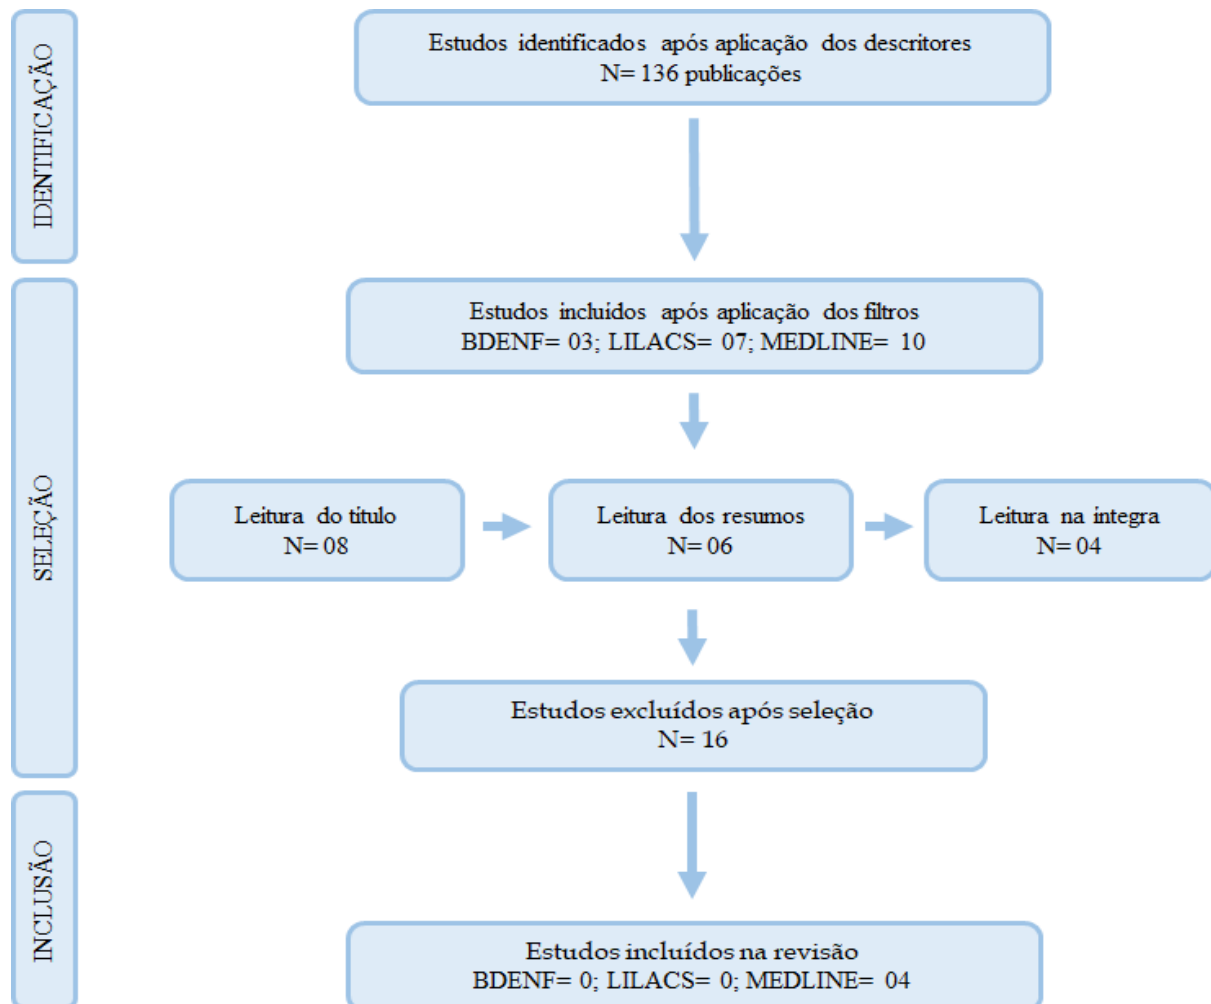 IDENTIFICAÇÃO
Estudos identificados após aplicação dos descritores
N= 136 publicações
SELEÇÃO
Estudos incluídos após aplicação dos filtros
BDENF= 03; LILACS= 07; MEDLINE= 10
Leitura do título
N= 08
Leitura dos resumos
N= 06
Leitura na íntegra
N= 04
Estudos excluídos após seleção
N= 16
INCLUSÃO
Estudos incluídos na revisão
BDENF= 0; LILACS= 0; MEDLINE= 04